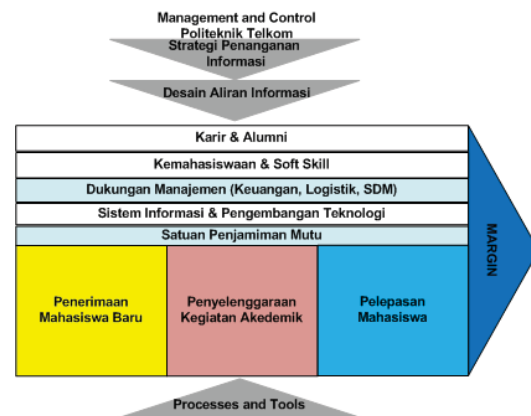 Management and Control
Politeknik Telkom
Strategi Penanganan
Informasi
Desain Aliran Informasi
Karir & Alumni
Kemahasiswaan & Soft Skill
Dukungan Manajemen (Keuangan, Logistik, SDM)
Sistem Informasi & Pengembangan Teknologi
Satuan Penjamiman Mutu
MARGIN
Penerimaan
Mahasiswa Baru
Penyelenggaraan
Kegiatan Akedemik
Pelepasan
Mahasiswa
Processes and Tools